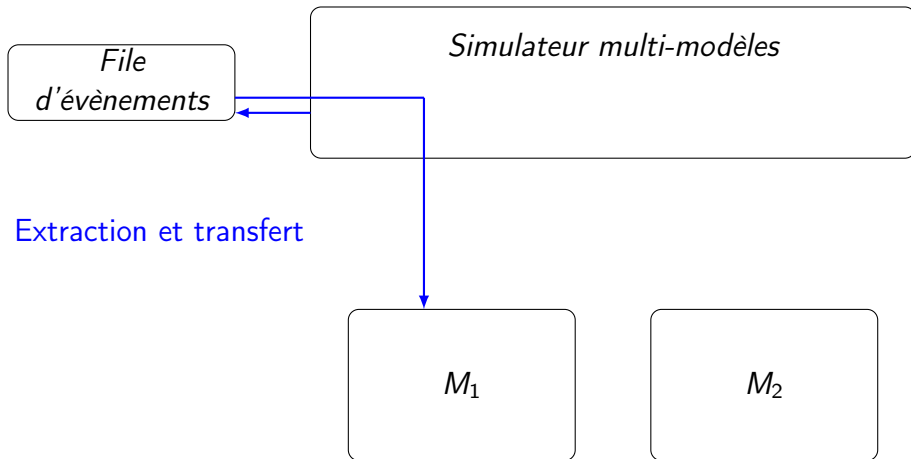 File
d'évènements
Simulateur multi-modèles
Extraction et transfert
M₁
M₂